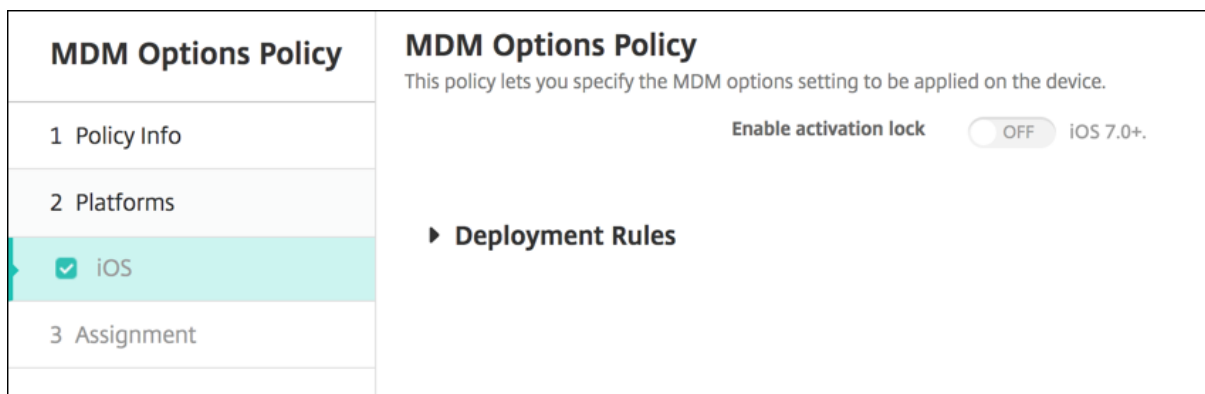 MDM Options Policy
1 Policy Info
2 Platforms
iOS
3 Assignment
MDM Options Policy
This policy lets you specify the MDM options setting to be applied on the device.
Enable activation lock OFF iOS 7.0+.
Deployment Rules